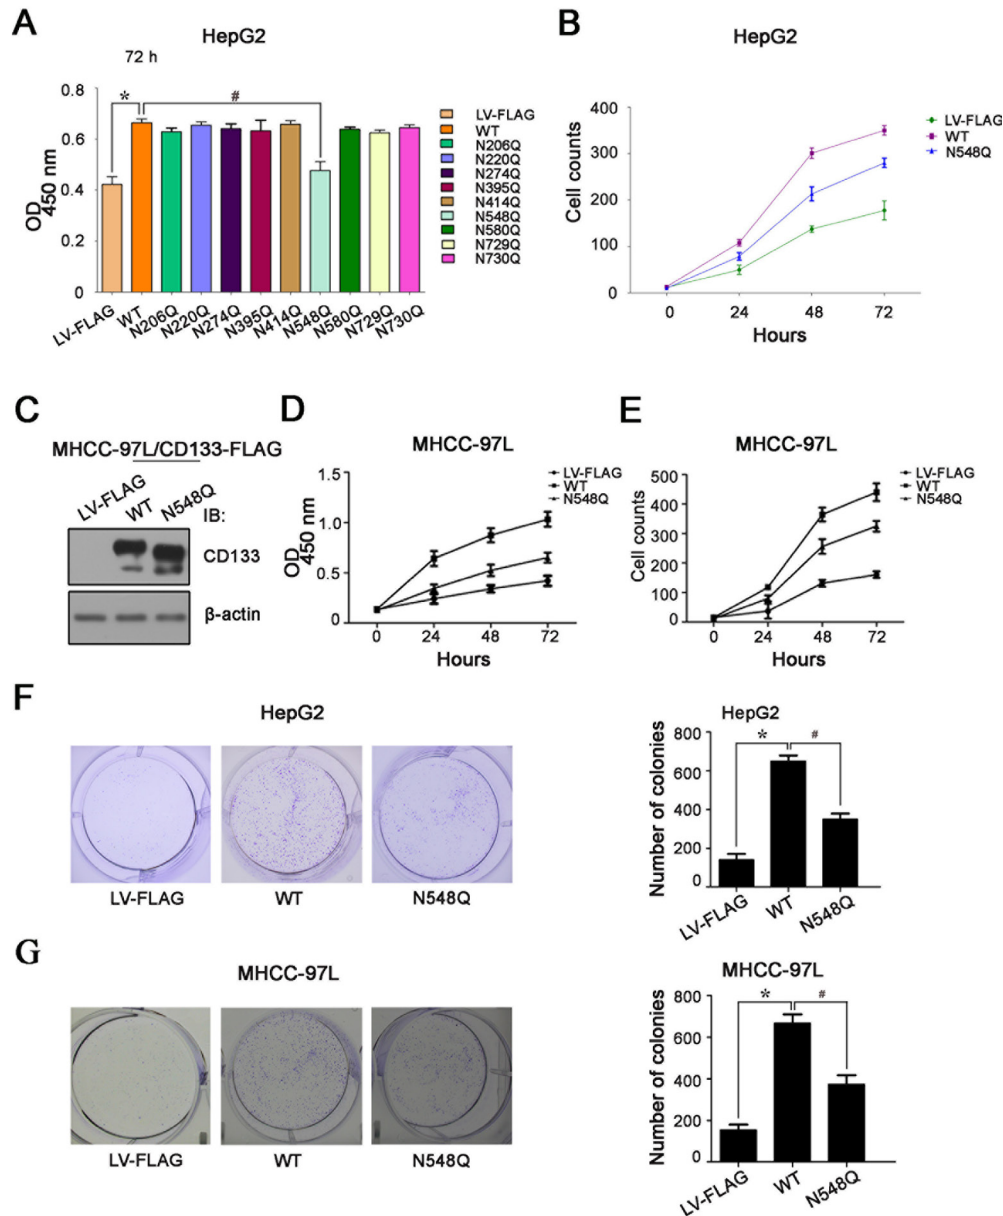 A
HepG2
72 h
0.8
0.6
0.4
0.2
0
OD
450 nm
*
#
LV-FLAG
WT
N206Q
N220Q
N274Q
N395Q
N414Q
N548Q
N580Q
N729Q
N730Q
LV-FLAG
WT
N206Q
N220Q
N274Q
N395Q
N414Q
N548Q
N580Q
N729Q
N730Q
B
HepG2
400
300
200
100
0
Cell counts
0 24 48 72
Hours
LV-FLAG
WT
N548Q
C
MHCC-97L/CD133-FLAG
LV-FLAG
WT
N548Q
IB:
CD133
β-actin
D
MHCC-97L
1.5
1.0
0.5
0.0
OD
450 nm
0 24 48 72
Hours
LV-FLAG
WT
N548Q
E
MHCC-97L
500
400
300
200
100
0
Cell counts
0 24 48 72
Hours
LV-FLAG
WT
N548Q
F
HepG2
LV-FLAG
WT
N548Q
HepG2
800
600
400
200
0
Number of colonies
*
#
LV-FLAG
WT
N548Q
G
MHCC-97L
LV-FLAG
WT
N548Q
MHCC-97L
800
600
400
200
0
Number of colonies
*
#
LV-FLAG
WT
N548Q